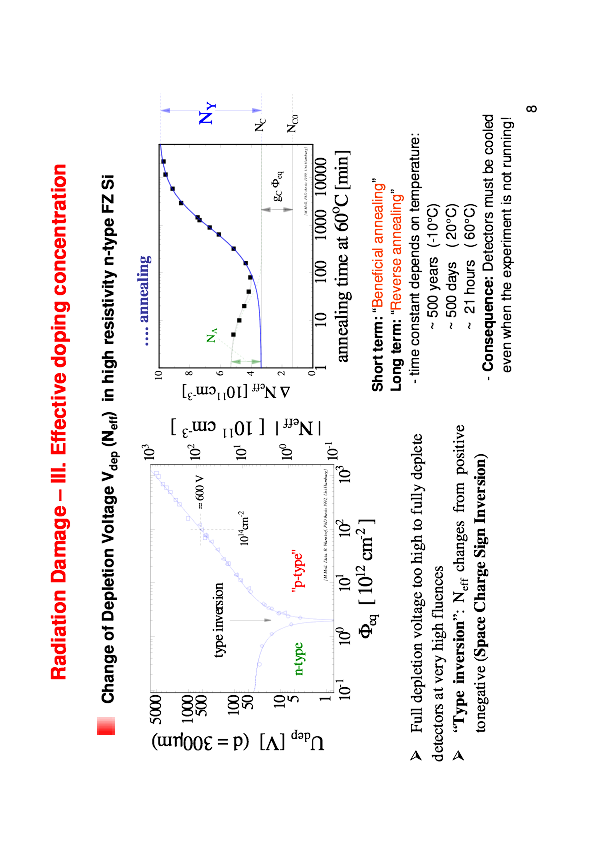 Radiation Damage – III. Effective doping concentration
Change of Depletion Voltage Vdep (Neff) in high resistivity n-type FZ Si
.... annealing
Udep [V] (d = 300μm)
5000
1000
500
100
50
10
5
1
10-1
100
101
102
103
Φeq [ 1012 cm-2 ]
| Neff | [ 1011 cm-3 ]
103
102
101
100
10-1
type inversion
n-type
"p-type"
≈ 600 V
1014cm-2
Δ Neff [1011cm-3]
10
8
6
4
2
0
1
10
100
1000
10000
annealing time at 60oC [min]
NA
NY
NC
gC Φeq
NC0
➢ Full depletion voltage too high to fully deplete
detectors at very high fluences
➢ “Type inversion”: Neff changes from positive
tonegative (Space Charge Sign Inversion)
Short term: “Beneficial annealing”
Long term: “Reverse annealing”
- time constant depends on temperature:
~ 500 years (-10°C)
~ 500 days ( 20°C)
~ 21 hours ( 60°C)
- Consequence: Detectors must be cooled
even when the experiment is not running!
8